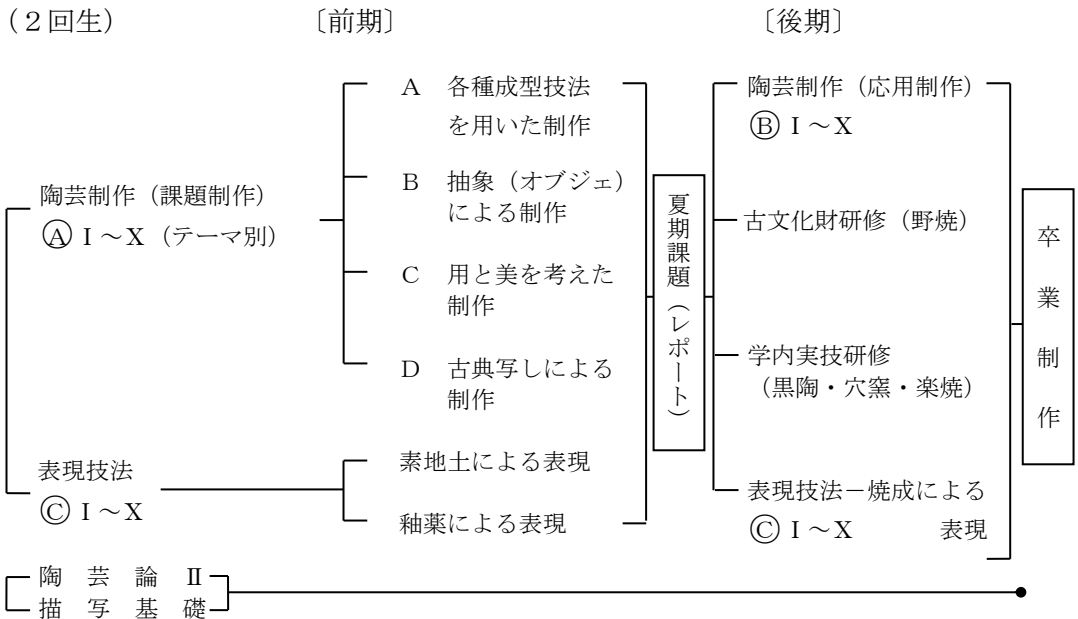 （２回生）
〔前期〕
〔後期〕
陶芸制作（課題制作）
Ⓐ Ⅰ～Ⅹ（テーマ別）
表現技法
Ⓒ Ⅰ～Ⅹ
A 各種成型技法
を用いた制作
B 抽象（オブジェ）
による制作
C 用と美を考えた
制作
D 古典写しによる
制作
素地土による表現
釉薬による表現
夏期課題（レポート）
陶芸制作（応用制作）
Ⓑ Ⅰ～Ⅹ
古文化財研修（野焼）
学内実技研修
（黒陶・穴窯・楽焼）
表現技法－焼成による
Ⓒ Ⅰ～Ⅹ 表現
卒業制作
陶芸論Ⅱ
描写基礎